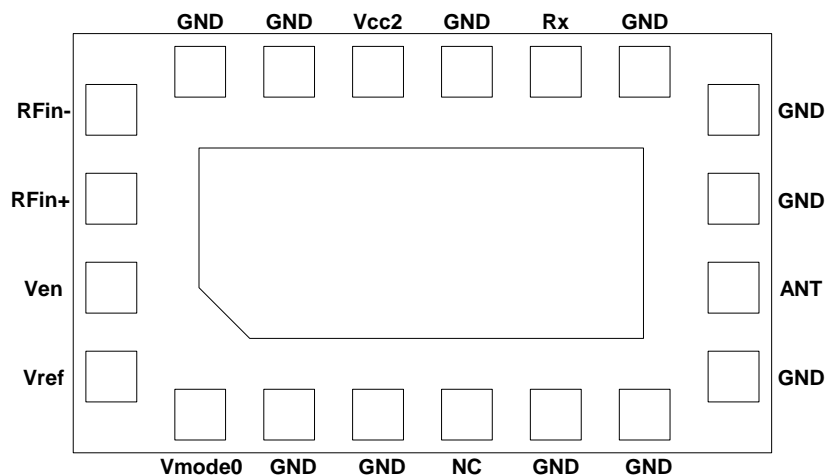 GND GND Vcc2 GND Rx GND
RFin- GND
RFin+ GND
Ven ANT
Vref GND
Vmode0 GND GND NC GND GND